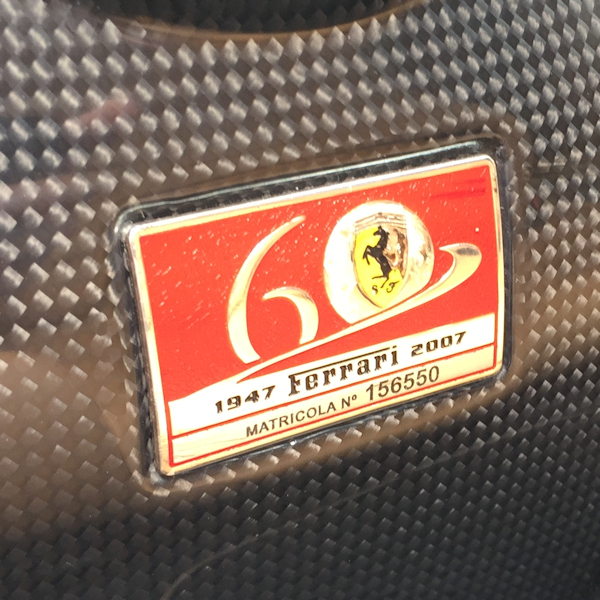 60
S F
1947 Ferrari 2007
MATRICOLA Nº 156550